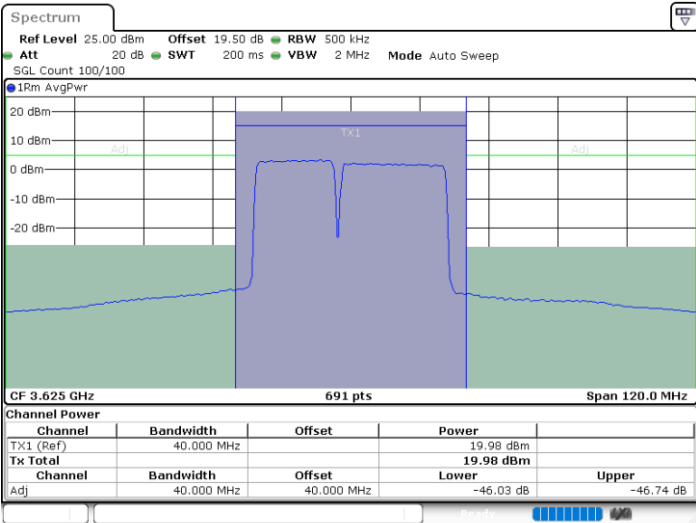 Spectrum
Ref Level 25.00 dBm Offset 19.50 dB RBW 500 kHz
Att 20 dB SWT 200 ms VBW 2 MHz Mode Auto Sweep
SGL Count 100/100
1Rm AvgPwr
20 dBm
TX1
10 dBm
Adj Adj
0 dBm
-10 dBm
-20 dBm
CF 3.625 GHz 691 pts Span 120.0 MHz
Channel Power
Channel Bandwidth Offset Power
TX1 (Ref) 40.000 MHz 19.98 dBm
Tx Total 19.98 dBm
Channel Bandwidth Offset Lower Upper
Adj 40.000 MHz 40.000 MHz -46.03 dB -46.74 dB
Ready